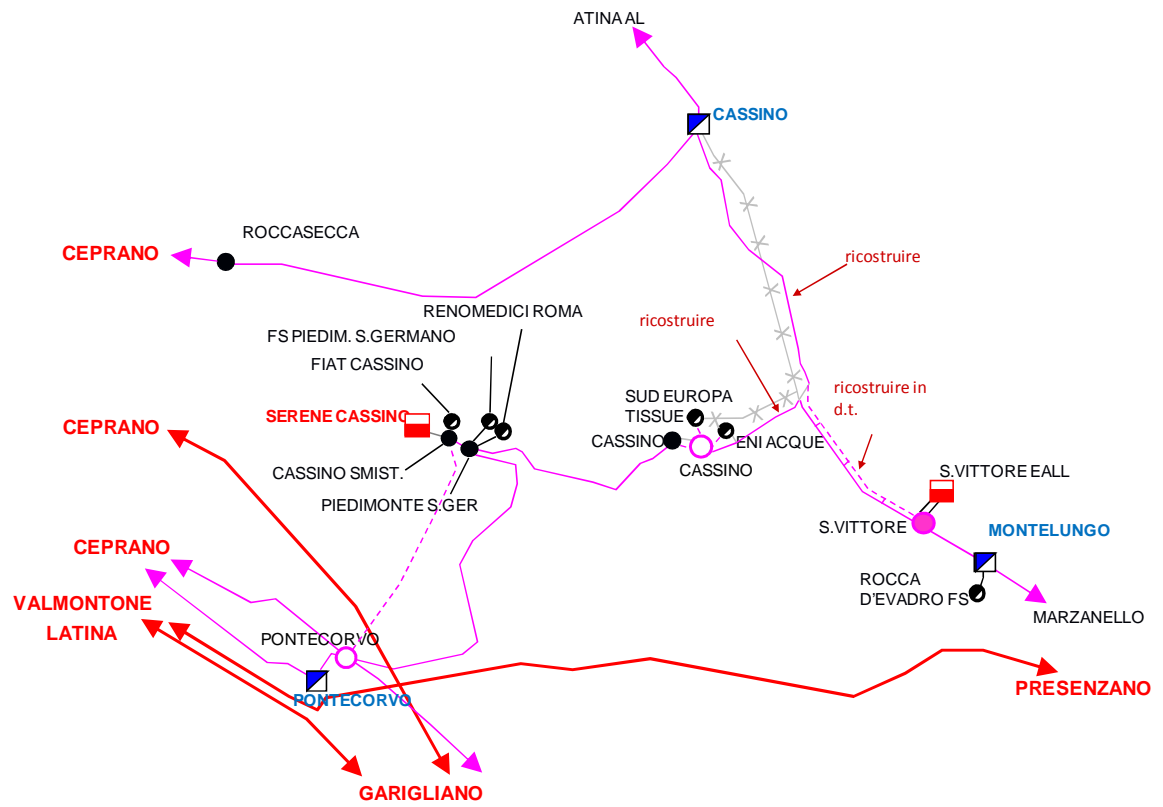 ATINA AL
CASSINO
ROCCASECCA
CEPRANO
ricostruire
RENOMEDICI ROMA
ricostruire
FS PIEDIM. S.GERMANO
FIAT CASSINO
SUD EUROPA
TISSUE
ricostruire in
d.t.
SERENE CASSINO
CEPRANO
CASSINO
ENI ACQUE
CASSINO
CASSINO SMIST.
S.VITTORE EALL
PIEDIMONTE S.GER
S.VITTORE
MONTELUNGO
CEPRANO
ROCCA
D'EVADRO FS
VALMONTONE
LATINA
MARZANELLO
PONTECORVO
PRESENZANO
PONTECORVO
GARIGLIANO